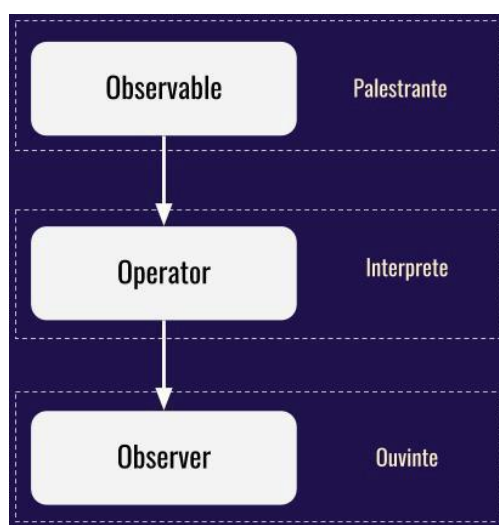 Observable Palestrante
Operator Interprete
Observer Ouvinte